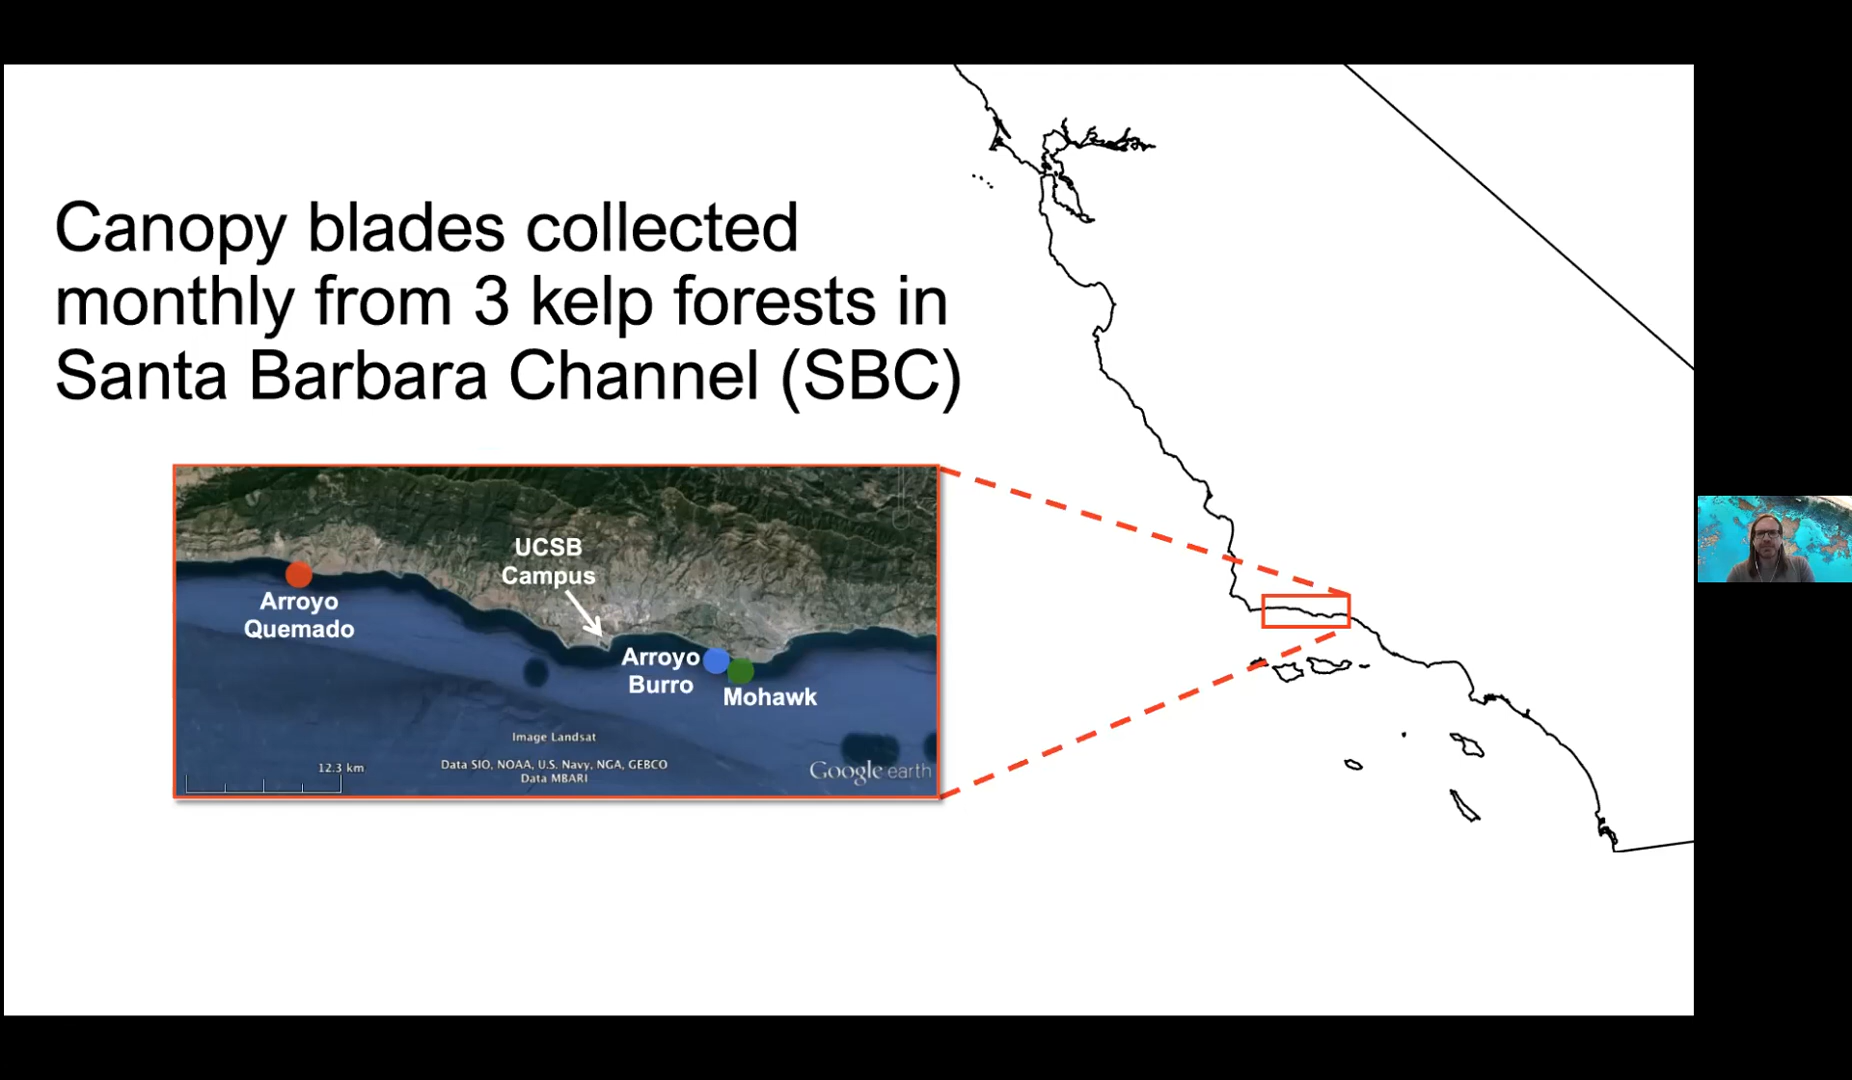 Canopy blades collected
monthly from 3 kelp forests in
Santa Barbara Channel (SBC)
UCSB
Campus
Arroyo
Quemado
Arroyo
Burro
Mohawk
Image Landsat
12.3 km
Data SIO, NOAA, U.S. Navy, NGA, GEBCO
Data MBARI
Google earth